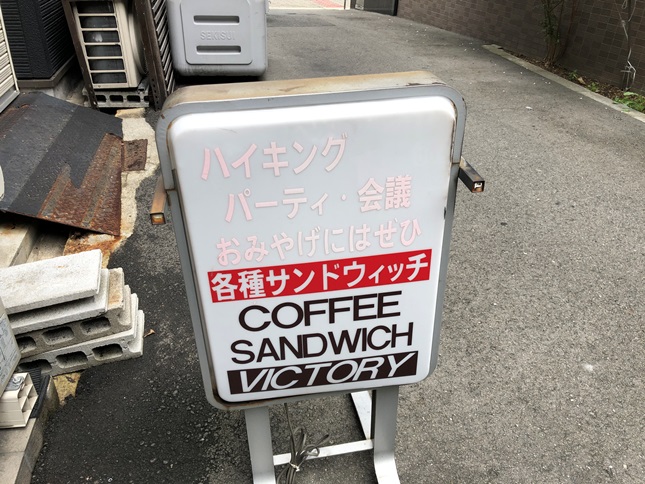 SEKISUI
ハイキング
パーティ・会議
おみやげにはぜひ
各種サンドウィッチ
COFFEE
SANDWICH
VICTORY